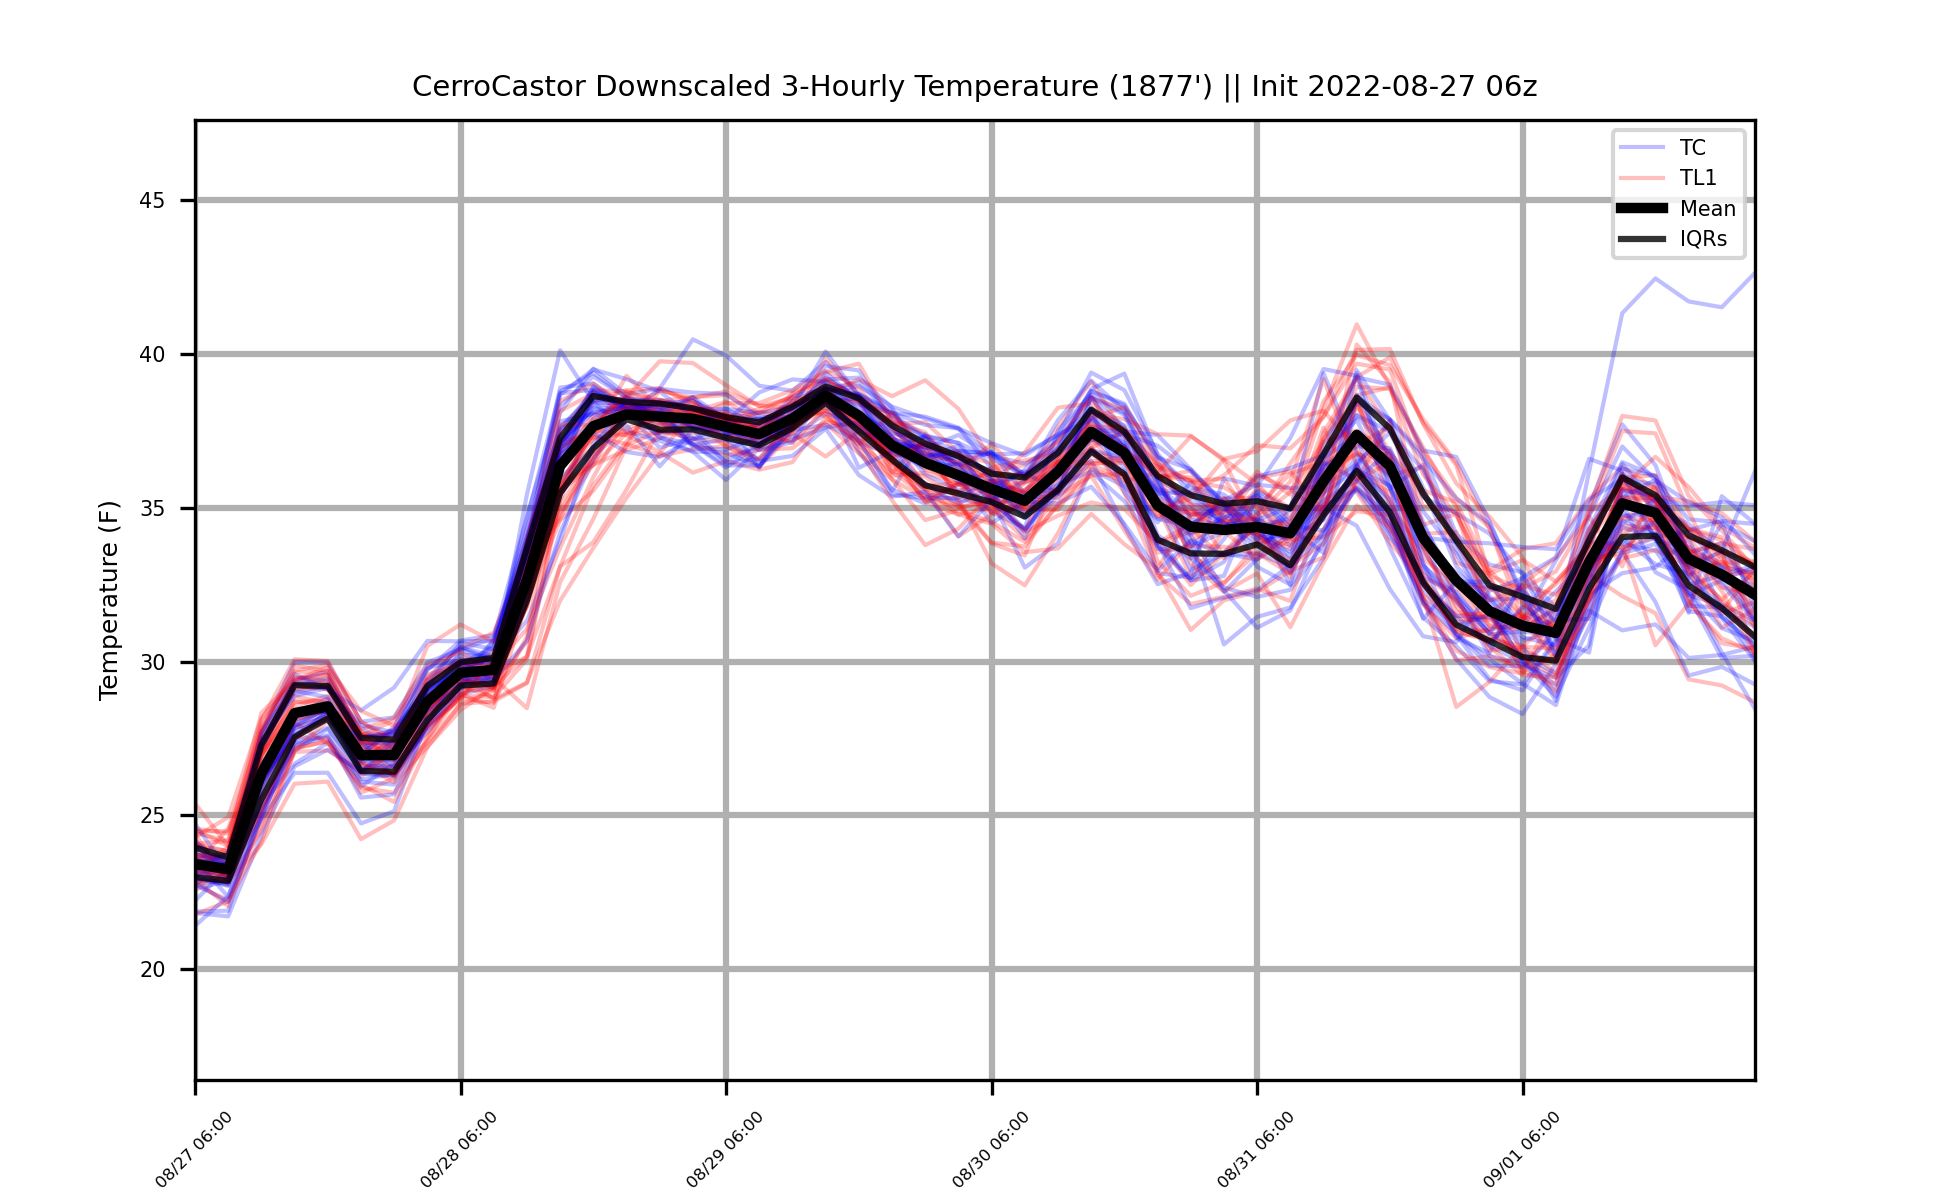 CerroCastor Downscaled 3-Hourly Temperature (1877') || Init 2022-08-27 06z
TC
TL1
Mean
IQRs
Temperature (F)
45
40
35
30
25
20
08/27 06:00
08/28 06:00
08/29 06:00
08/30 06:00
08/31 06:00
09/01 06:00